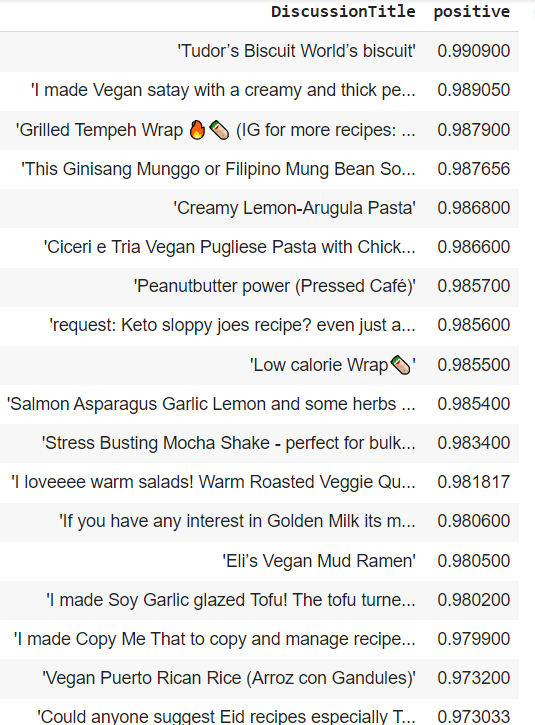 DiscussionTitle positive
'Tudor’s Biscuit World’s biscuit' 0.990900
'I made Vegan satay with a creamy and thick pe... 0.989050
'Grilled Tempeh Wrap 🔥🌯 (IG for more recipes: ... 0.987900
'This Ginisang Munggo or Filipino Mung Bean So... 0.987656
'Creamy Lemon-Arugula Pasta' 0.986800
'Ciceri e Tria Vegan Pugliese Pasta with Chick... 0.986600
'Peanutbutter power (Pressed Café)' 0.985700
'request: Keto sloppy joes recipe? even just a... 0.985600
'Low calorie Wrap🌯' 0.985500
'Salmon Asparagus Garlic Lemon and some herbs ... 0.985400
'Stress Busting Mocha Shake - perfect for bulk... 0.983400
'I loveeee warm salads! Warm Roasted Veggie Qu... 0.981817
'If you have any interest in Golden Milk its m... 0.980600
'Eli’s Vegan Mud Ramen' 0.980500
'I made Soy Garlic glazed Tofu! The tofu turne... 0.980200
'I made Copy Me That to copy and manage recipe... 0.979900
'Vegan Puerto Rican Rice (Arroz con Gandules)' 0.973200
'Could anyone suggest Eid recipes especially T... 0.973033